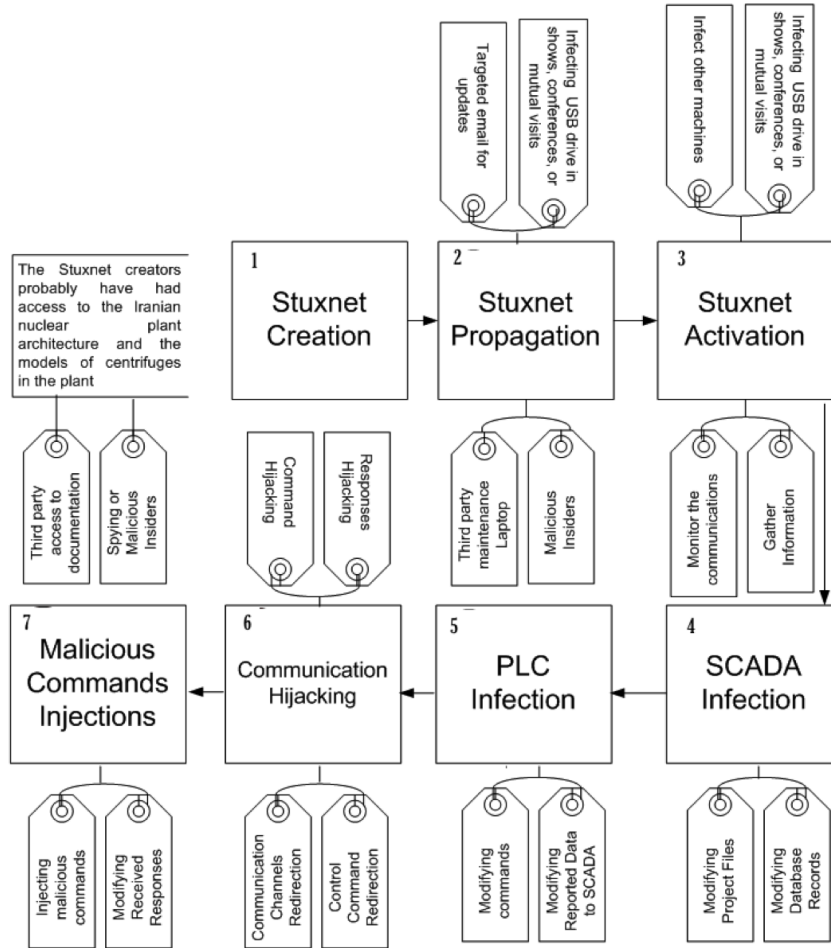 Targeted email for
updates
Infecting USB drive in
shows, conferences, or
mutual visits
Infect other machines
Infecting USB drive in
shows, conferences, or
mutual visits
The Stuxnet creators
probably have had
access to the Iranian
nuclear plant
architecture and the
models of centrifuges
in the plant
1
Stuxnet
Creation
2
Stuxnet
Propagation
3
Stuxnet
Activation
Third party
access to
documentation
Spying or
Malicious
Insiders
Command
Hijacking
Responses
Hijacking
Third party
maintenance
Laptop
Malicious
Insiders
Monitor the
communications
Gather
Information
7
Malicious
Commands
Injections
6
Communication
Hijacking
5
PLC
Infection
4
SCADA
Infection
Injecting
malicious
commands
Modifying
Received
Responses
Communication
Channels
Redirection
Control
Command
Redirection
Modifying
commands
Modifying
Reported Data
to SCADA
Modifying
Project Files
Modifying
Database
Records